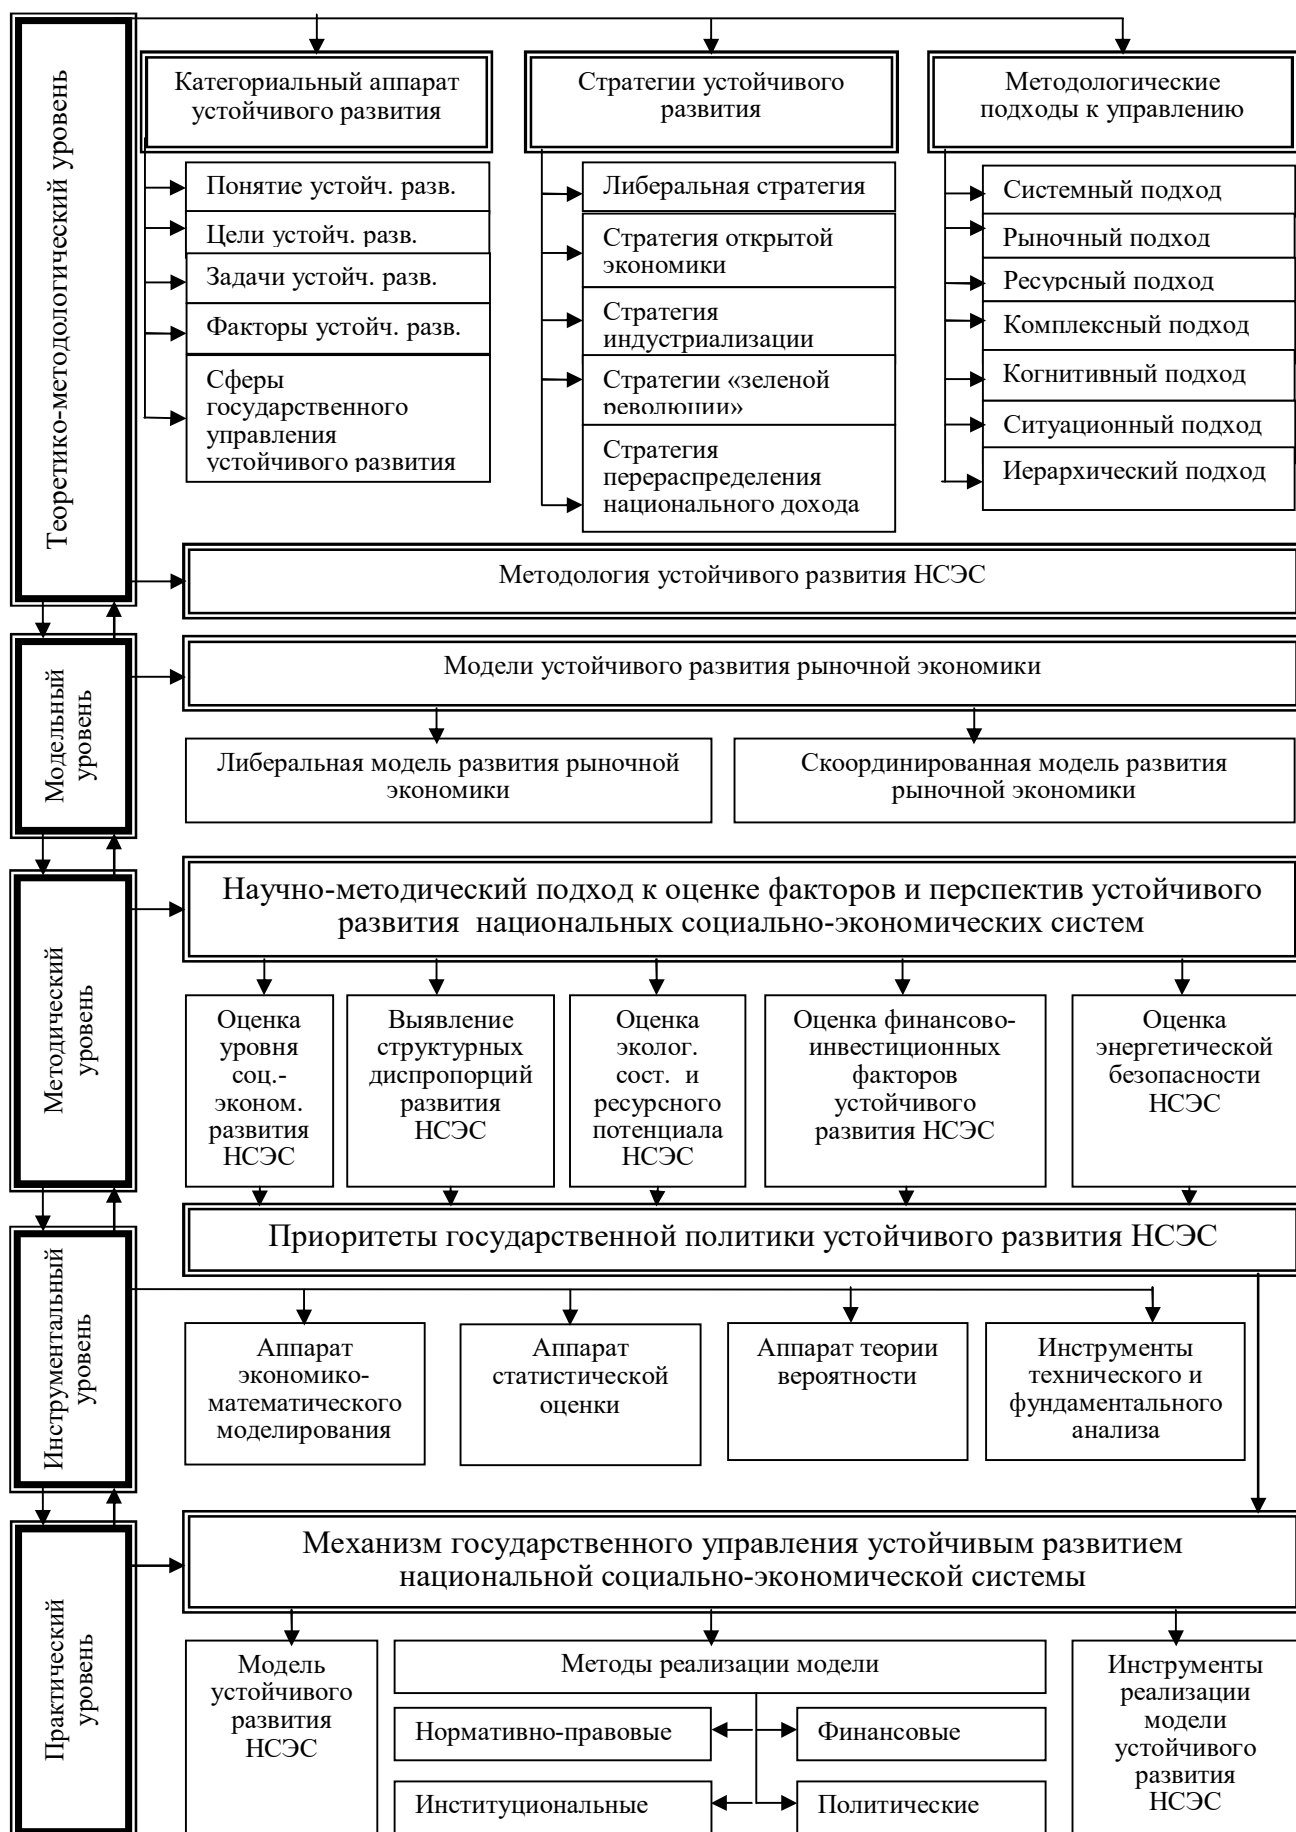 Теоретико-методологический уровень
Категориальный аппарат
устойчивого развития
Понятие устойч. разв.
Цели устойч. разв.
Задачи устойч. разв.
Факторы устойч. разв.
Сферы
государственного
управления
устойчивого развития
Стратегии устойчивого
развития
Либеральная стратегия
Стратегия открытой
экономики
Стратегия
индустриализации
Стратегии «зеленой
революции»
Стратегия
перераспределения
национального дохода
Методологические
подходы к управлению
Системный подход
Рыночный подход
Ресурсный подход
Комплексный подход
Когнитивный подход
Ситуационный подход
Иерархический подход
Методология устойчивого развития НСЭС
Модельный
уровень
Модели устойчивого развития рыночной экономики
Либеральная модель развития рыночной
экономики
Скоординированная модель развития
рыночной экономики
Методический
уровень
Научно-методический подход к оценке факторов и перспектив устойчивого
развития национальных социально-экономических систем
Оценка
уровня
соц.-
эконом.
развития
НСЭС
Выявление
структурных
диспропорций
развития
НСЭС
Оценка
эколог.
сост. и
ресурсного
потенциала
НСЭС
Оценка финансово-
инвестиционных
факторов
устойчивого
развития НСЭС
Оценка
энергетической
безопасности
НСЭС
Приоритеты государственной политики устойчивого развития НСЭС
Инструментальный
уровень
Аппарат
экономико-
математического
моделирования
Аппарат
статистической
оценки
Аппарат теории
вероятности
Инструменты
технического и
фундаментального
анализа
Практический
уровень
Механизм государственного управления устойчивым развитием
национальной социально-экономической системы
Модель
устойчивого
развития
НСЭС
Методы реализации модели
Нормативно-правовые
Финансовые
Институциональные
Политические
Инструменты
реализации
модели
устойчивого
развития
НСЭС